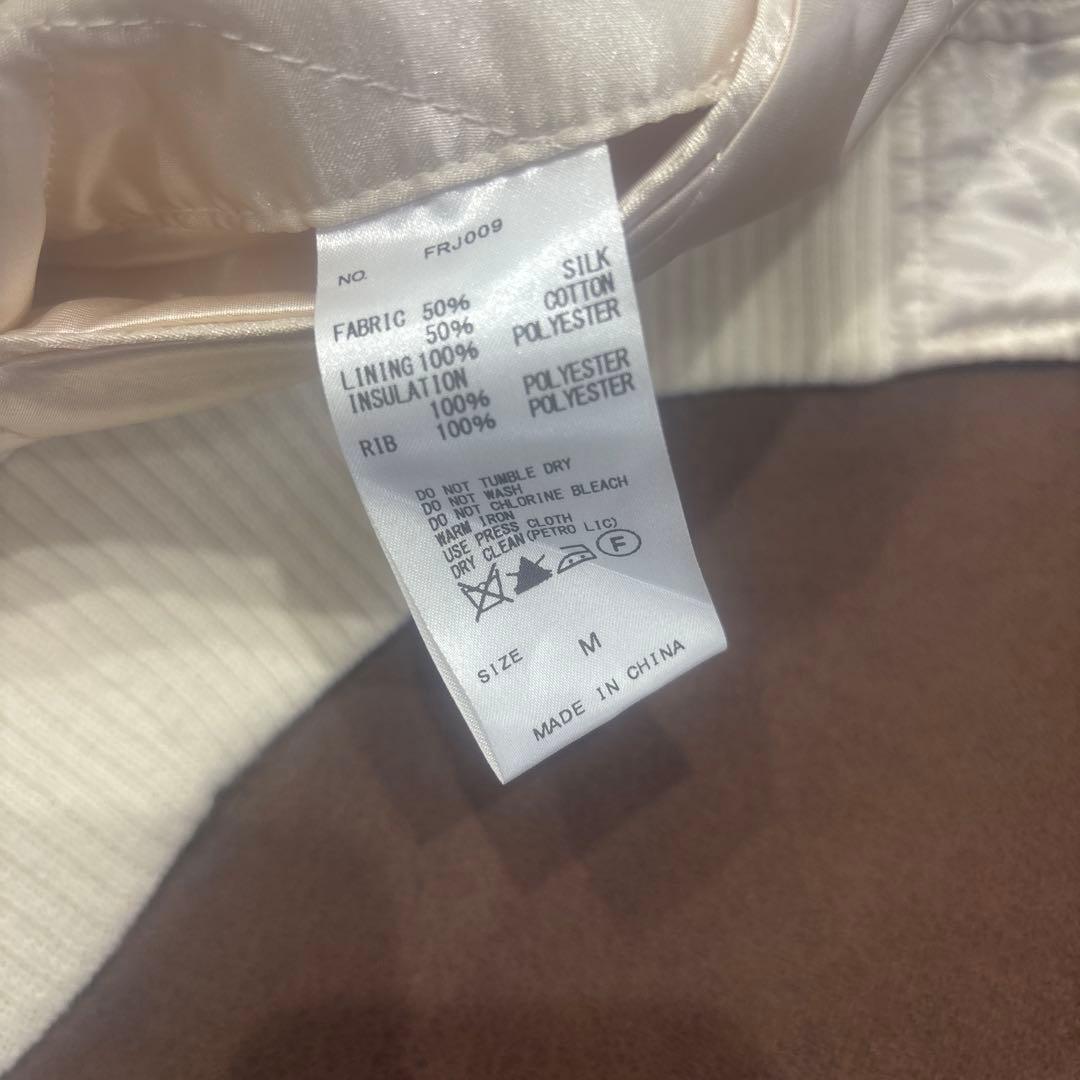 NO. FRJ009
FABRIC 50% SILK
50% COTTON
LINING 100% POLYESTER
INSULATION
100% POLYESTER
RIB 100% POLYESTER
DO NOT TUMBLE DRY
DO NOT WASH
DO NOT CHLORINE BLEACH
WARM IRON
USE PRESS CLOTH
DRY CLEAN(PETRO LIC)
F
SIZE M
MADE IN CHINA